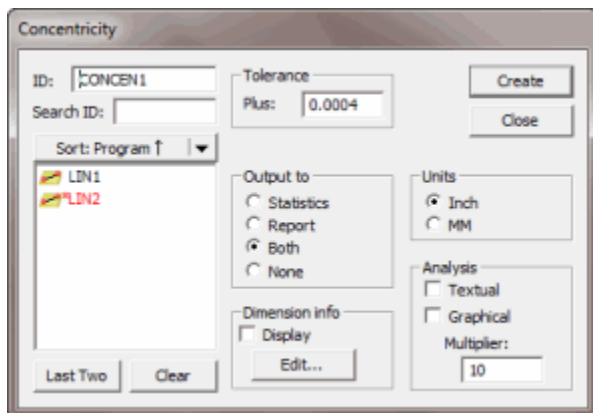 Concentricity
ID: CONCEN1
Search ID:
Sort: Program↑
LIN1
*LIN2
Last Two
Clear
Tolerance
Plus: 0.0004
Output to
Statistics
Report
Both
None
Dimension info
Display
Edit...
Create
Close
Units
Inch
MM
Analysis
Textual
Graphical
Multiplier:
10